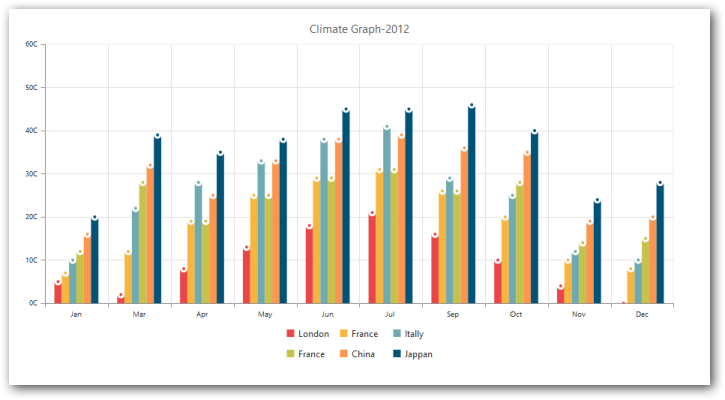 Climate Graph-2012
60C
50C
40C
30C
20C
10C
0C
Jan Mar Apr May Jun Jul Sep Oct Nov Dec
London France Itally
France China Jappan